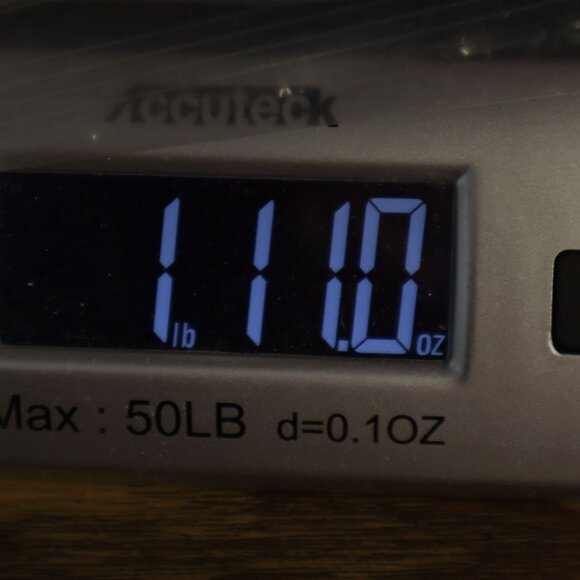 Accuteck
1 lb 11.0 oz
Max : 50LB d=0.1OZ